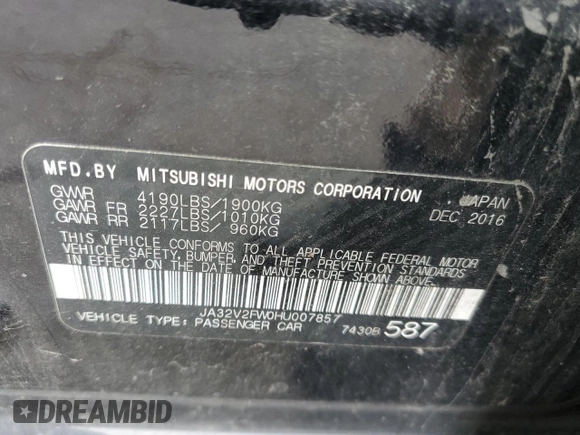 MFD.BY MITSUBISHI MOTORS CORPORATION , JAPAN
GVWR 4190LBS/1900KG DEC 2016
GAWR FR 2227LBS/1010KG
GAWR RR 2117LBS/ 960KG
THIS VEHICLE CONFORMS TO ALL APPLICABLE FEDERAL MOTOR
VEHICLE SAFETY, BUMPER, AND THEFT PREVENTION STANDARDS
IN EFFECT ON THE DATE OF MANUFACTURE SHOWN ABOVE.
JA32V2FW0HU007857
VEHICLE TYPE: PASSENGER CAR 7430B 587
DREAMBID